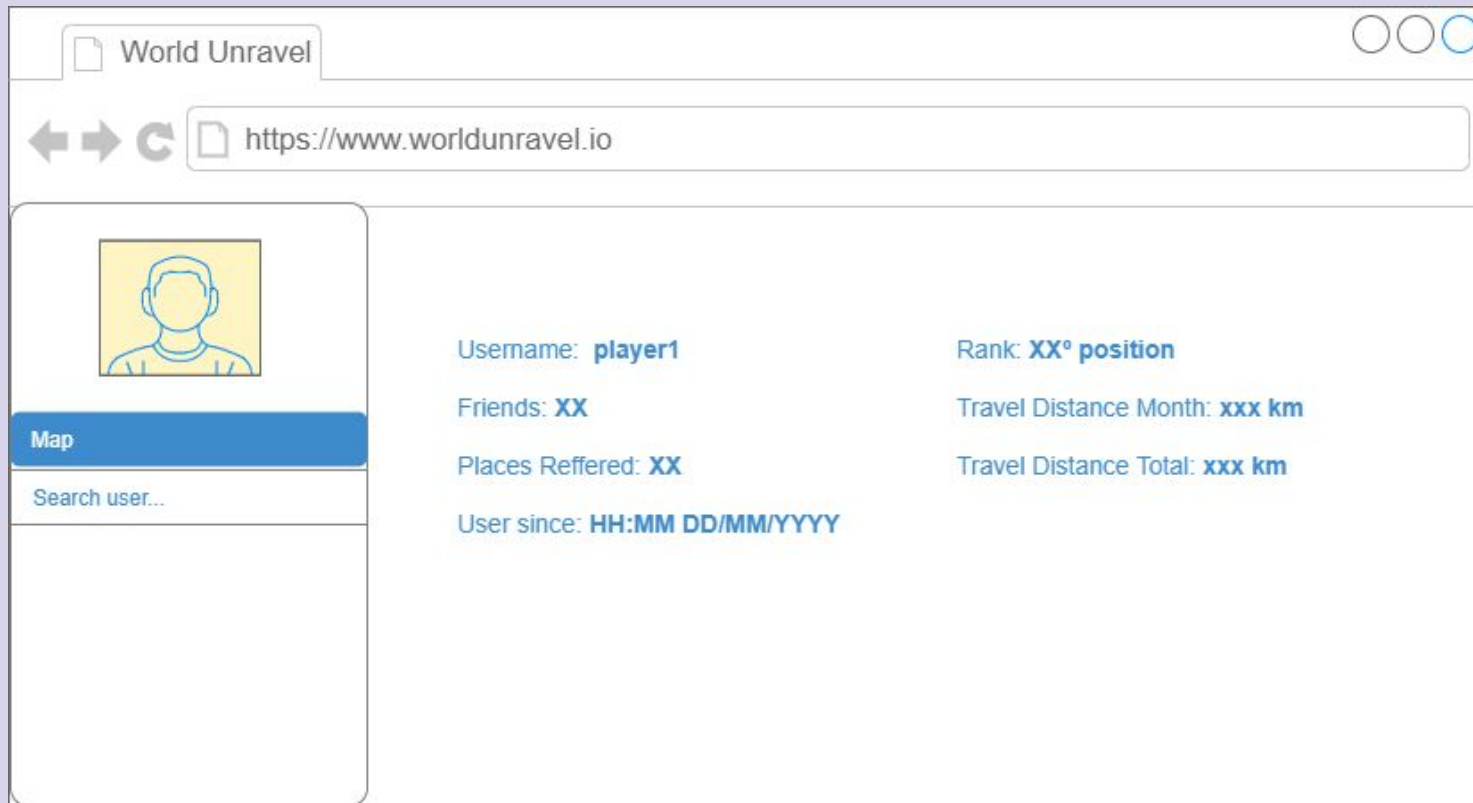 World Unravel
https://www.worldunravel.io
Map
Search user...
Username: player1
Friends: XX
Places Reffered: XX
User since: HH:MM DD/MM/YYYY
Rank: XXº position
Travel Distance Month: xxx km
Travel Distance Total: xxx km